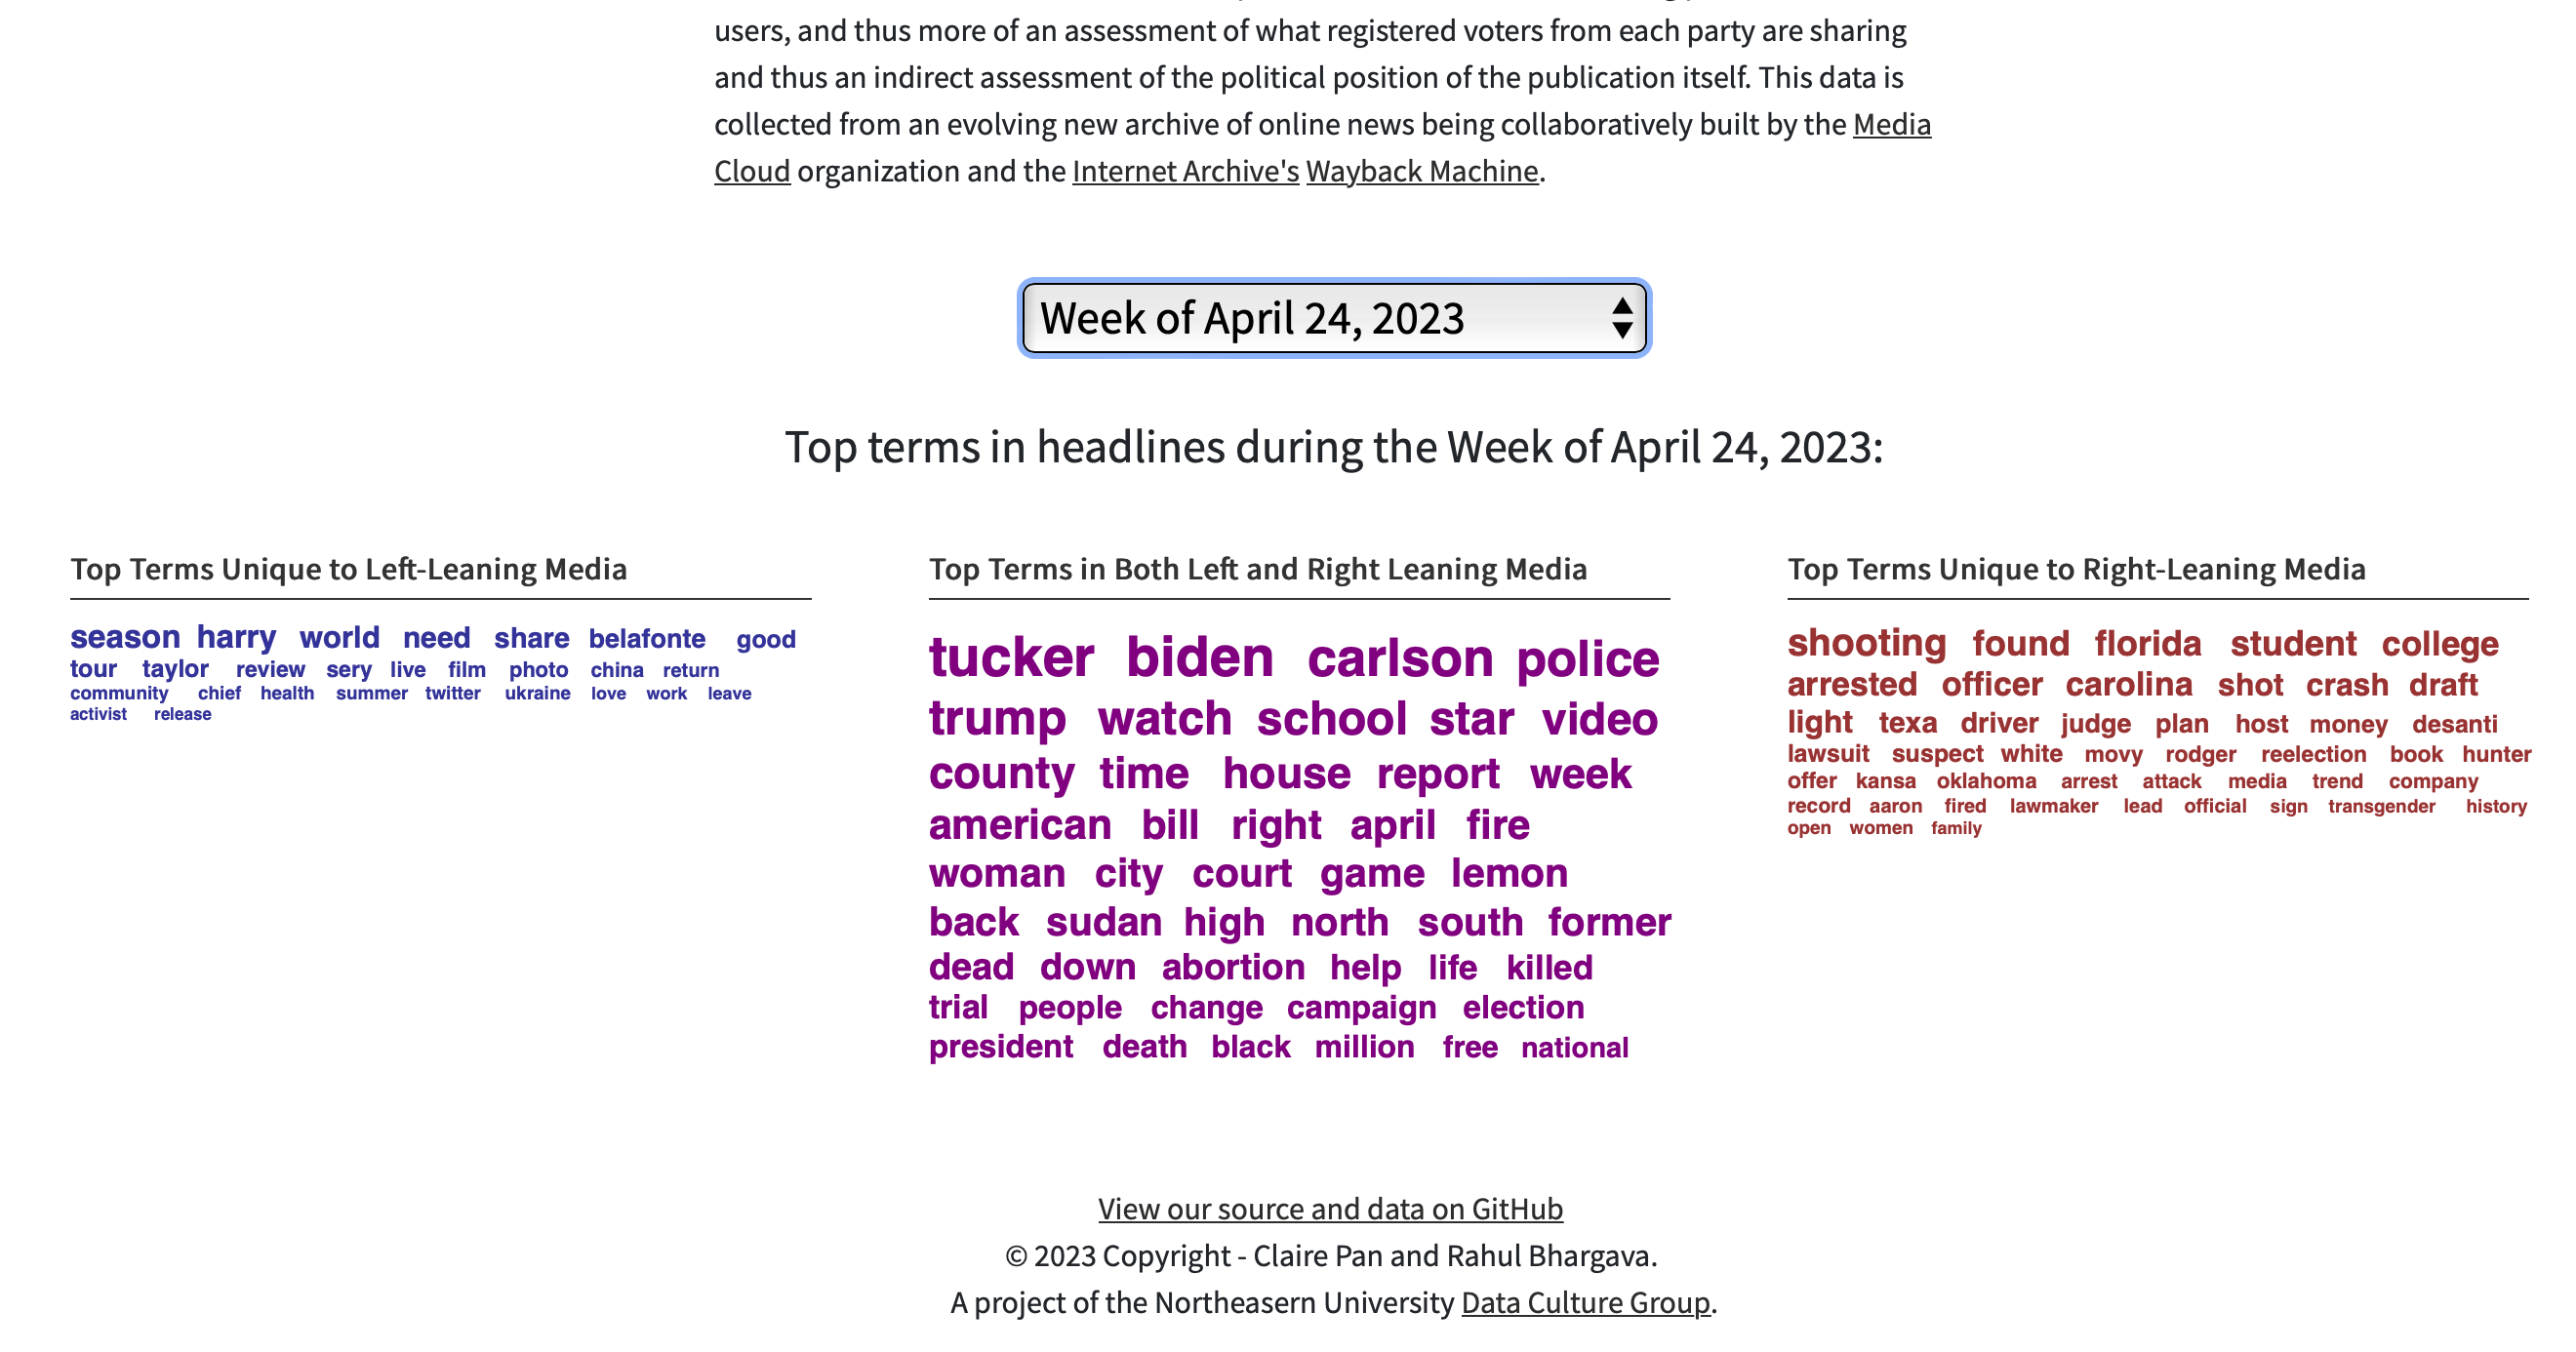 users, and thus more of an assessment of what registered voters from each party are sharing
and thus an indirect assessment of the political position of the publication itself. This data is
collected from an evolving new archive of online news being collaboratively built by the Media
Cloud organization and the Internet Archive's Wayback Machine.
Week of April 24, 2023
Top terms in headlines during the Week of April 24, 2023:
Top Terms Unique to Left-Leaning Media
season harry world need share belafonte good
tour taylor review sery live film photo china return
community chief health summer twitter ukraine love work leave
activist release
Top Terms in Both Left and Right Leaning Media
tucker biden carlson police
trump watch school star video
county time house report week
american bill right april fire
woman city court game lemon
back sudan high north south former
dead down abortion help life killed
trial people change campaign election
president death black million free national
Top Terms Unique to Right-Leaning Media
shooting found florida student college
arrested officer carolina shot crash draft
light texa driver judge plan host money desanti
lawsuit suspect white movy rodger reelection book hunter
offer kansa oklahoma arrest attack media trend company
record aaron fired lawmaker lead official sign transgender history
open women family
View our source and data on GitHub
© 2023 Copyright - Claire Pan and Rahul Bhargava.
A project of the Northeasern University Data Culture Group.